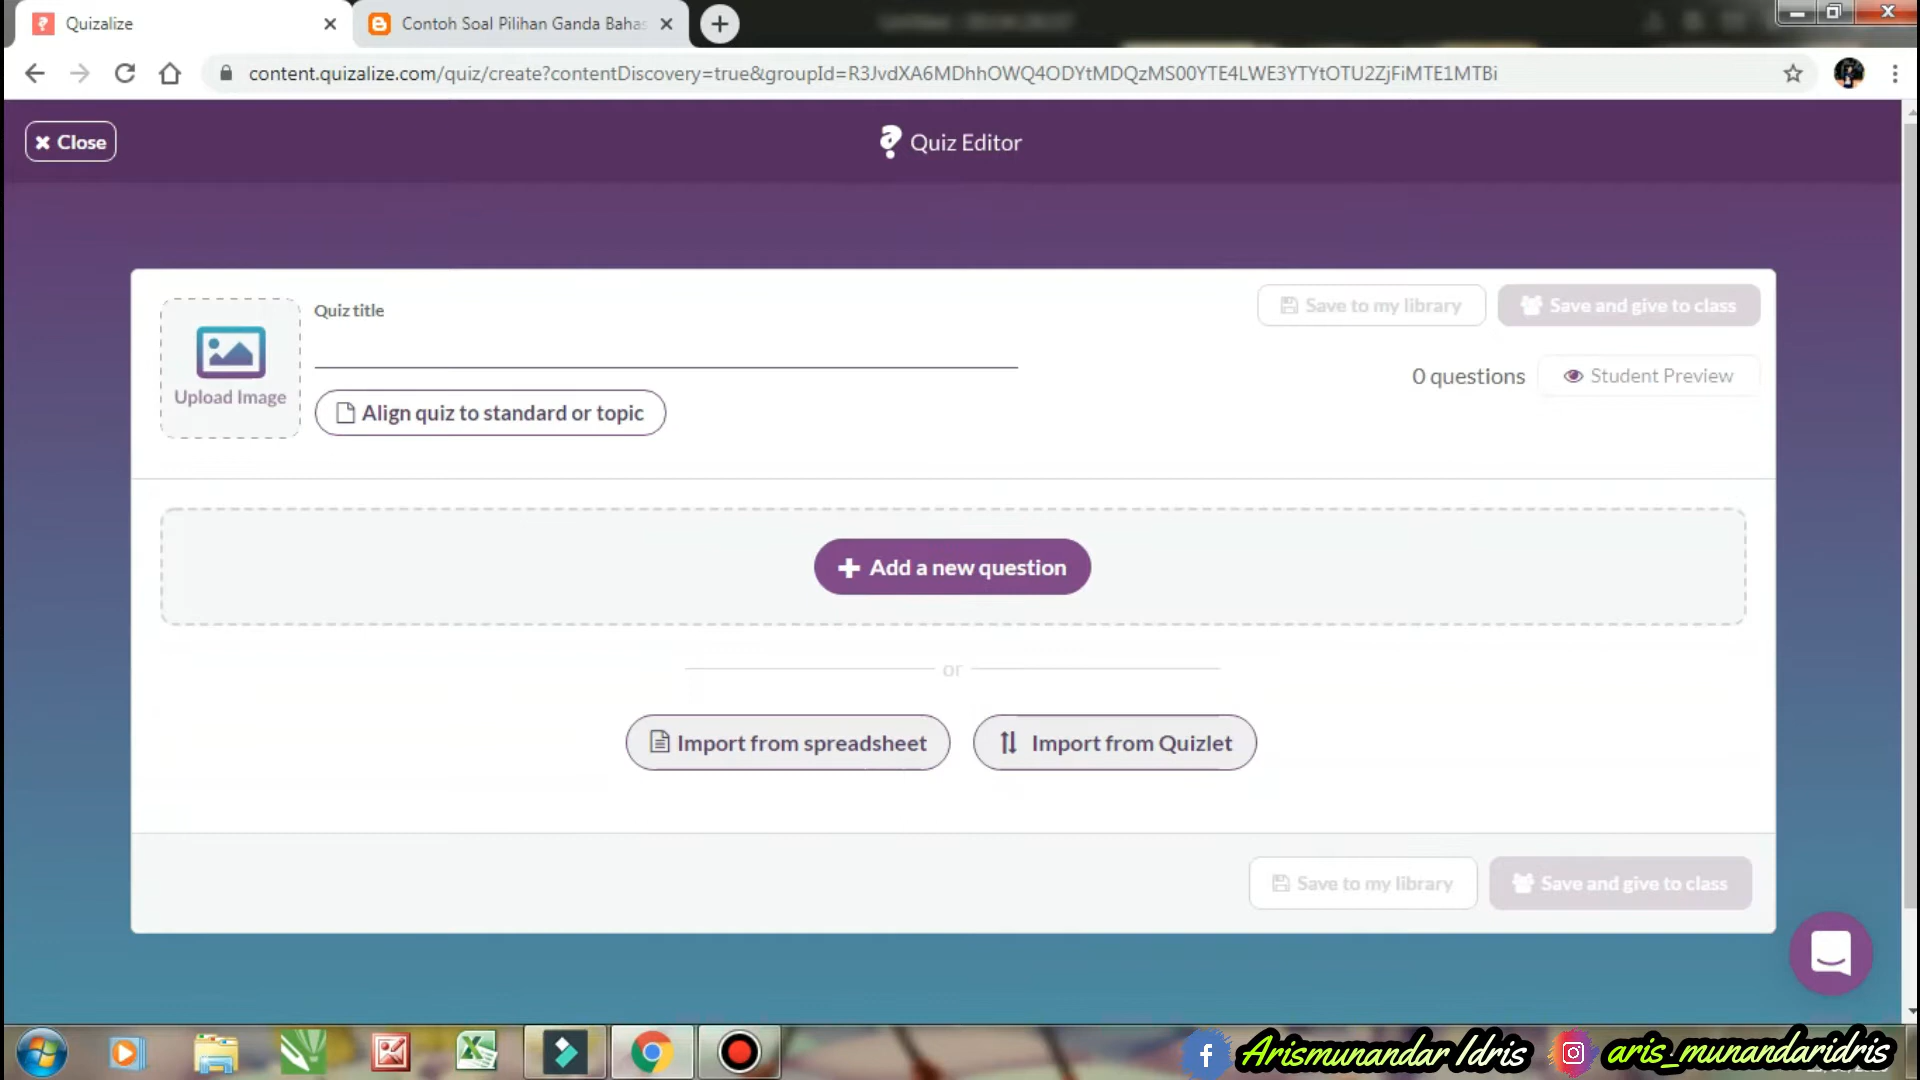 Quizalize
Contoh Soal Pilihan Ganda Bahas
content.quizalize.com/quiz/create?contentDiscovery=true&groupId=R3JvdXA6MDhhOWQ4ODYtMDQzMS00YTE4LWE3YTYtOTU2ZjFiMTE1MTBi
Close
Quiz Editor
Quiz title
Save to my library
Save and give to class
Upload Image
0 questions
Student Preview
Align quiz to standard or topic
Add a new question
or
Import from spreadsheet
Import from Quizlet
Save to my library
Save and give to class
Arismunandar Idris
aris_munandaridris